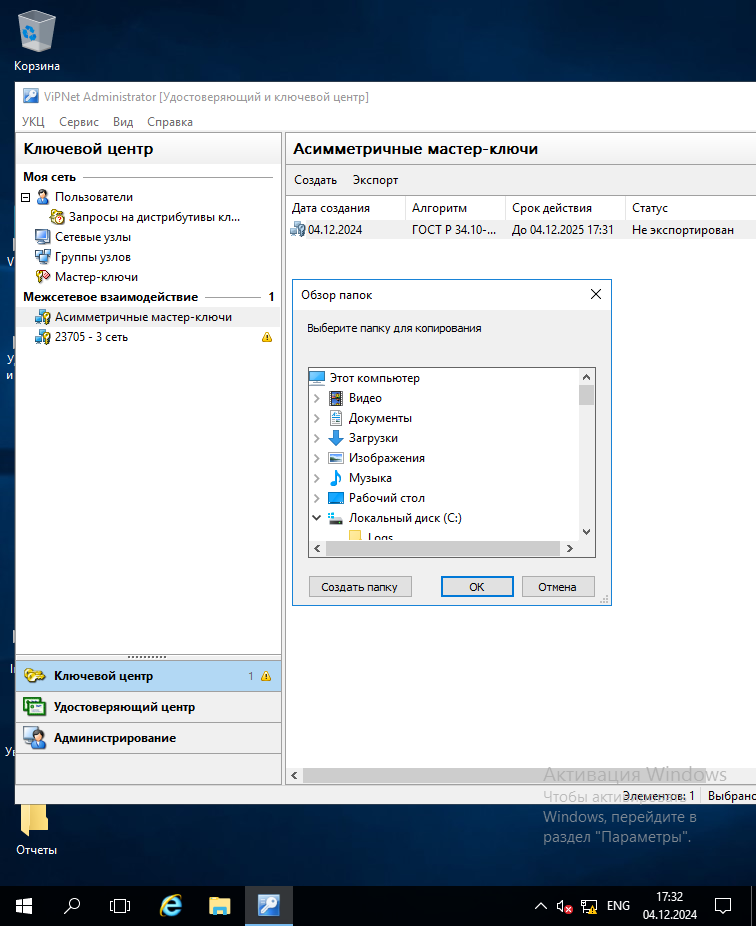 Корзина
ViPNet Administrator [Удостоверяющий и ключевой центр]
УКЦ Сервис Вид Справка
Ключевой центр
Моя сеть
Пользователи
Запросы на дистрибутивы кл...
Сетевые узлы
Группы узлов
Мастер-ключи
Межсетевое взаимодействие 1
Асимметричные мастер-ключи
23705 - 3 сеть
Асимметричные мастер-ключи
Создать Экспорт
Дата создания Алгоритм Срок действия Статус
04.12.2024 ГОСТ Р 34.10-... До 04.12.2025 17:31 Не экспортирован
Обзор папок
Выберите папку для копирования
Этот компьютер
Видео
Документы
Загрузки
Изображения
Музыка
Рабочий стол
Локальный диск (C:)
Logs
Создать папку ОК Отмена
Ключевой центр 1
Удостоверяющий центр
Администрирование
Активация Windows
Чтобы активировать
Windows, перейдите в
раздел "Параметры".
Элементов: 1 Выбрано
Отчеты
ENG
17:32
04.12.2024